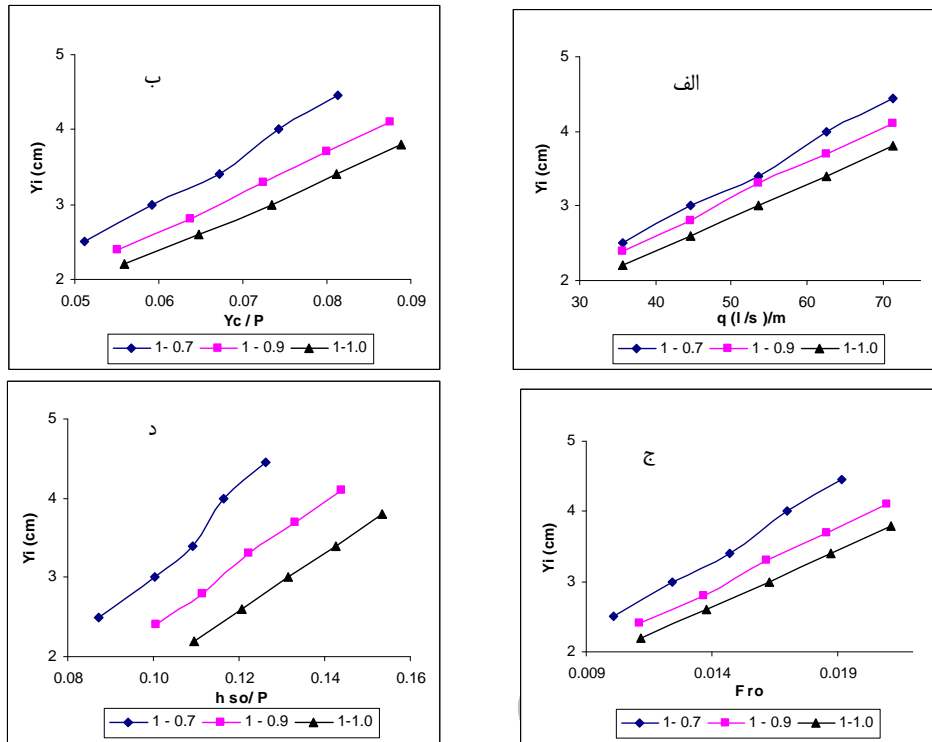 ب
5
4
3
2
Yi (cm)
0.05 0.06 0.07 0.08 0.09
Yc / P
1- 0.7 1 - 0.9 1-1.0
الف
5
4
3
2
Yi (cm)
30 40 50 60 70
q (l /s )/m
1- 0.7 1 - 0.9 1-1.0
د
5
4
3
2
Yi (cm)
0.08 0.10 0.12 0.14 0.16
h so/ P
1 - 0.7 1 - 0.9 1-1.0
ج
5
4
3
2
Yi (cm)
0.009 0.014 0.019
F ro
1 - 0.7 1 - 0.9 1-1.0